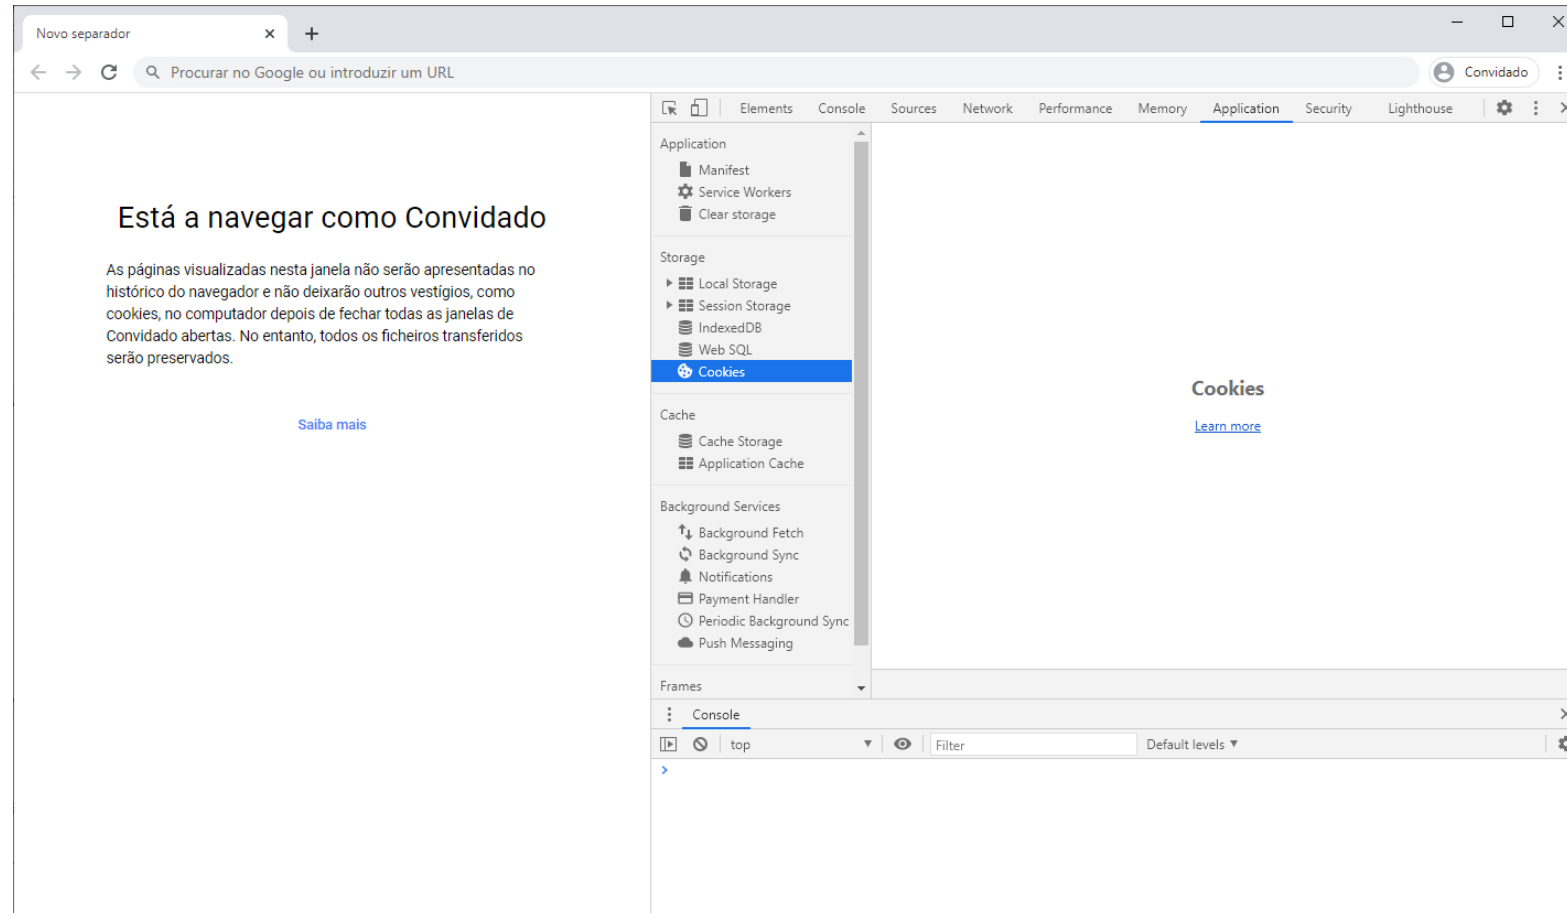 Novo separador
Procurar no Google ou introduzir um URL
Convidado
Está a navegar como Convidado
As páginas visualizadas nesta janela não serão apresentadas no
histórico do navegador e não deixarão outros vestígios, como
cookies, no computador depois de fechar todas as janelas de
Convidado abertas. No entanto, todos os ficheiros transferidos
serão preservados.
Saiba mais
Elements Console Sources Network Performance Memory Application Security Lighthouse
Application
Manifest
Service Workers
Clear storage
Storage
Local Storage
Session Storage
IndexedDB
Web SQL
Cookies
Cache
Cache Storage
Application Cache
Background Services
Background Fetch
Background Sync
Notifications
Payment Handler
Periodic Background Sync
Push Messaging
Frames
Cookies
Learn more
Console
top Filter Default levels